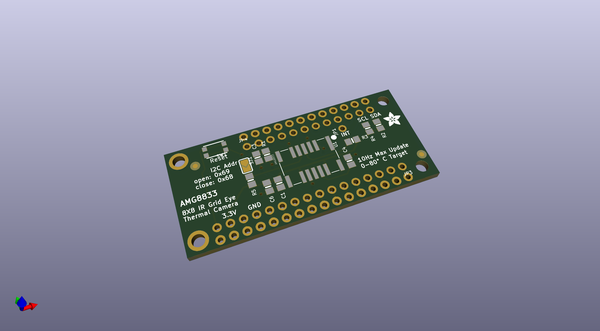 Reset
I2C Addr
open: 0x69
close: 0x68
AMG8833
8X8 IR Grid Eye
Thermal Camera
3.3V
GND
INT
SCL SDA
10Hz Max Update
0-80° C Target